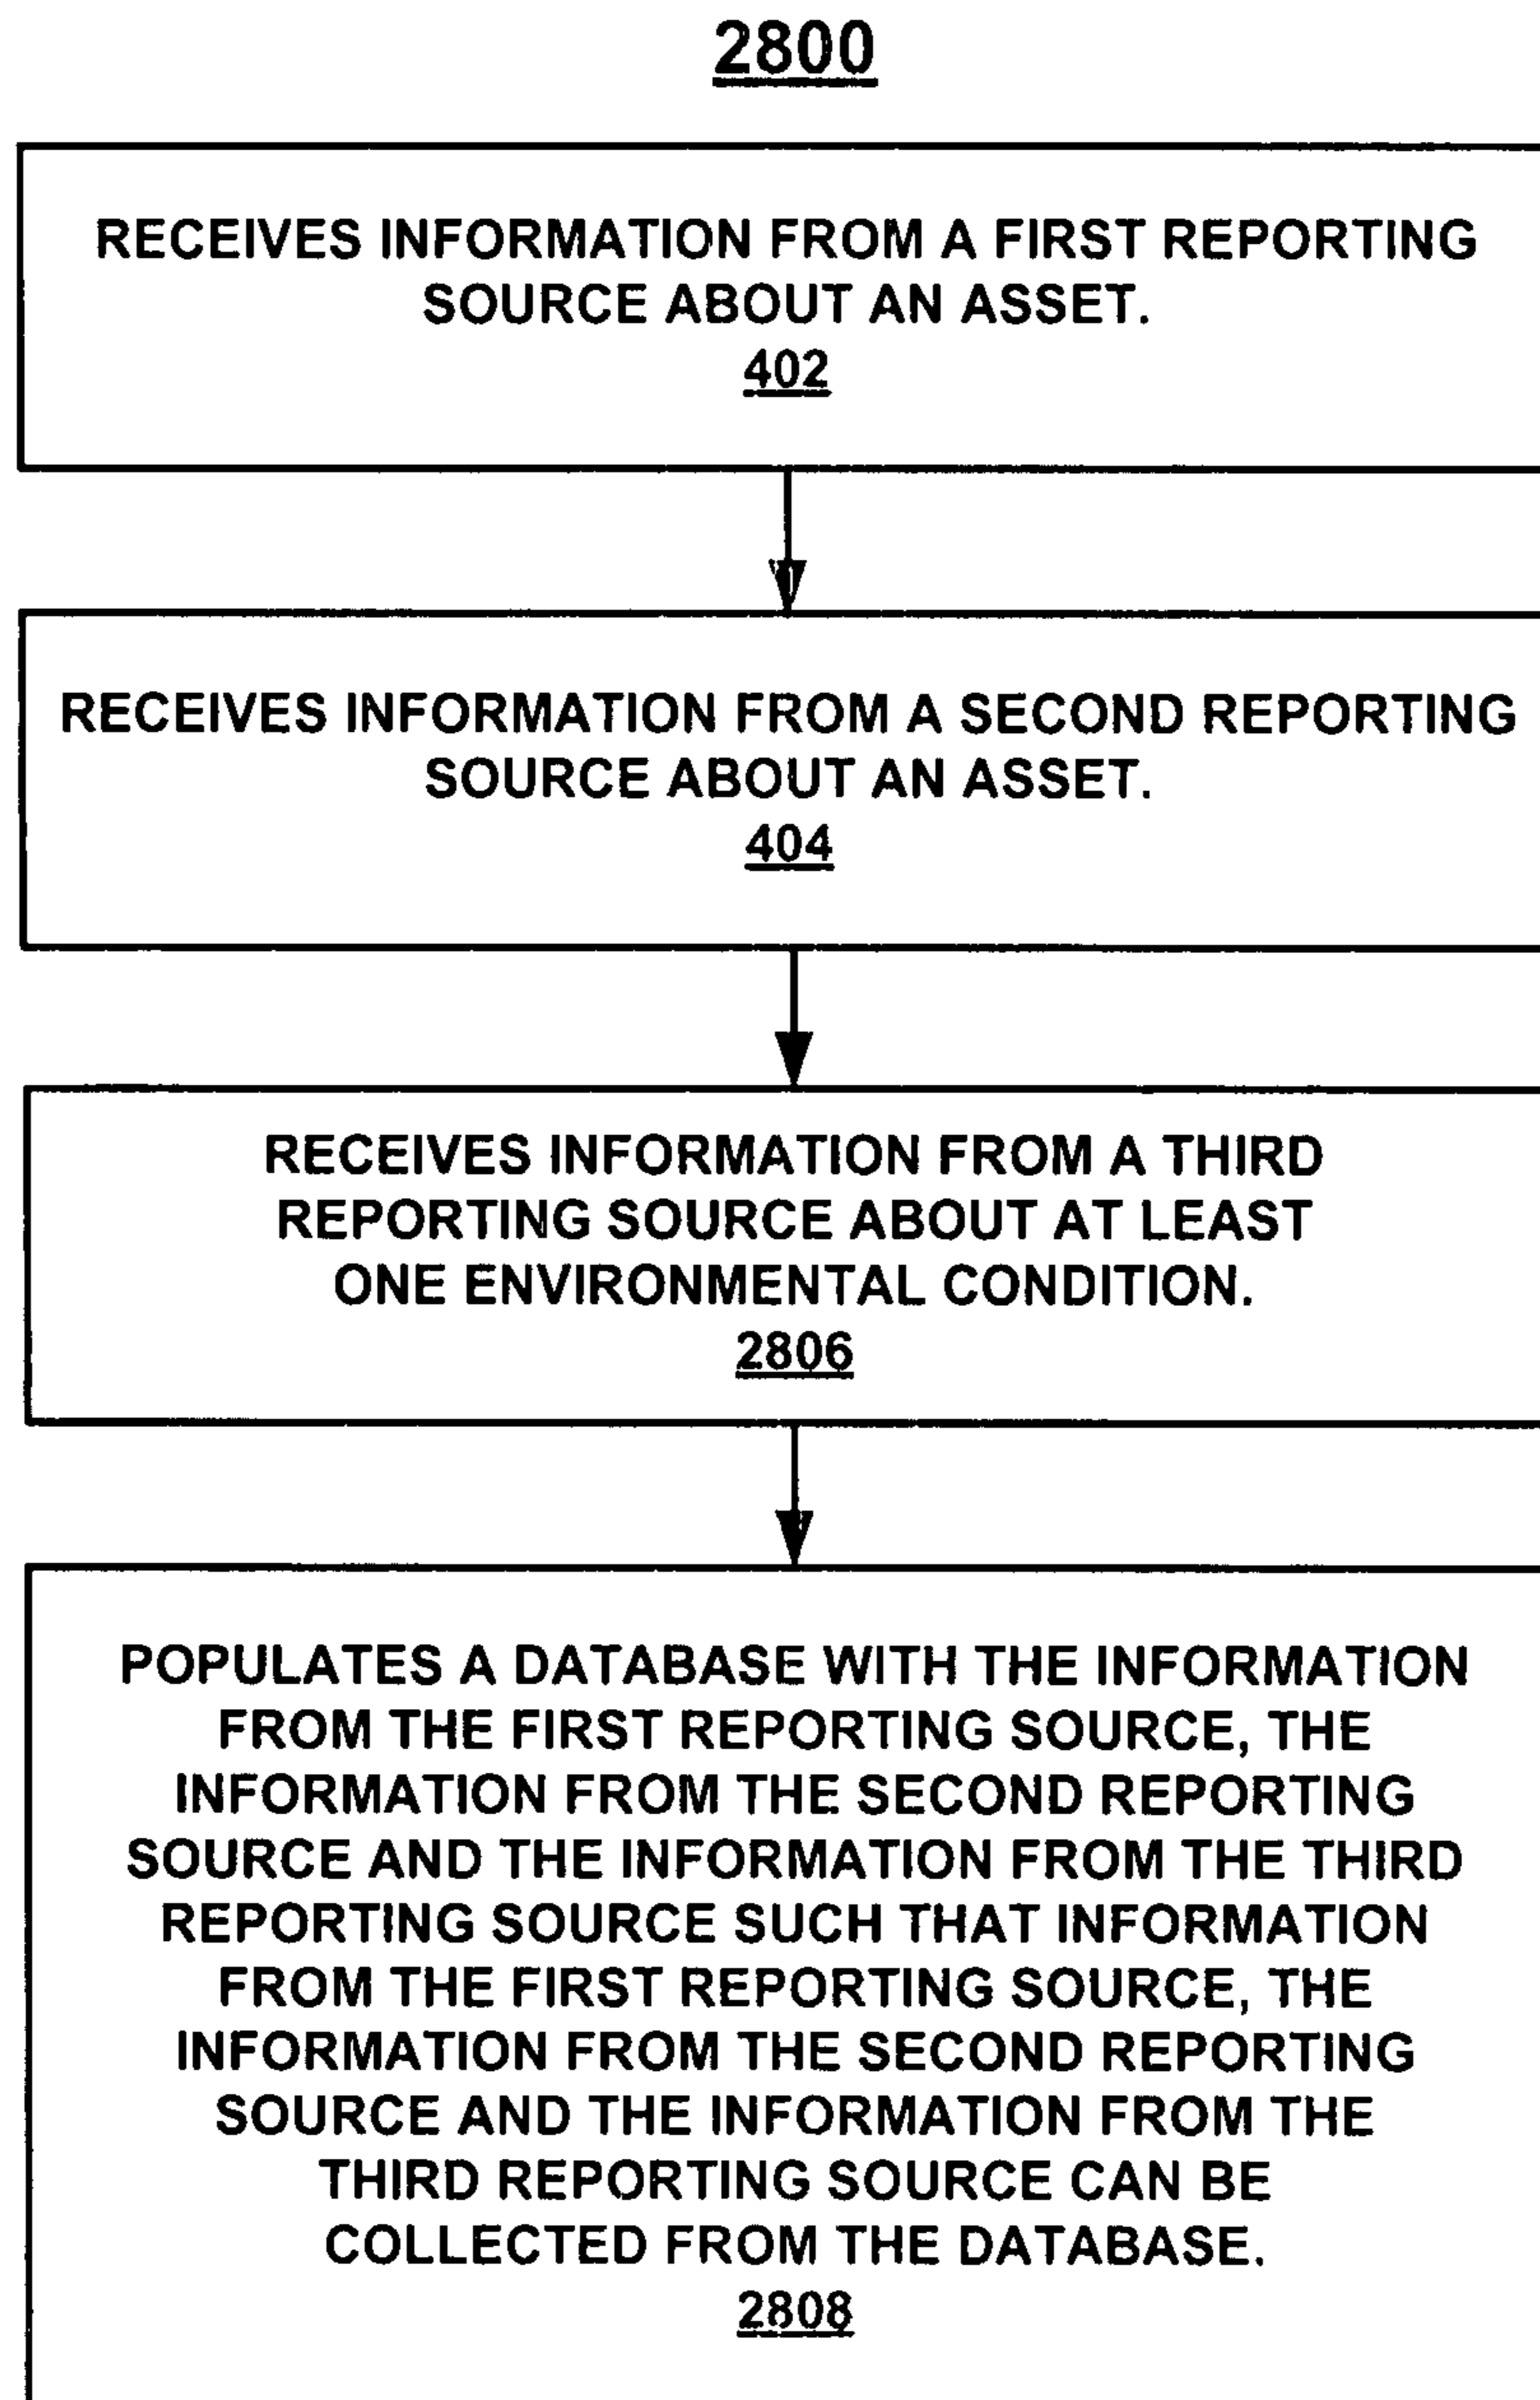 2800
RECEIVES INFORMATION FROM A FIRST REPORTING
SOURCE ABOUT AN ASSET.
402
RECEIVES INFORMATION FROM A SECOND REPORTING
SOURCE ABOUT AN ASSET.
404
RECEIVES INFORMATION FROM A THIRD
REPORTING SOURCE ABOUT AT LEAST
ONE ENVIRONMENTAL CONDITION.
2806
POPULATES A DATABASE WITH THE INFORMATION
FROM THE FIRST REPORTING SOURCE, THE
INFORMATION FROM THE SECOND REPORTING
SOURCE AND THE INFORMATION FROM THE THIRD
REPORTING SOURCE SUCH THAT INFORMATION
FROM THE FIRST REPORTING SOURCE, THE
INFORMATION FROM THE SECOND REPORTING
SOURCE AND THE INFORMATION FROM THE
THIRD REPORTING SOURCE CAN BE
COLLECTED FROM THE DATABASE.
2808